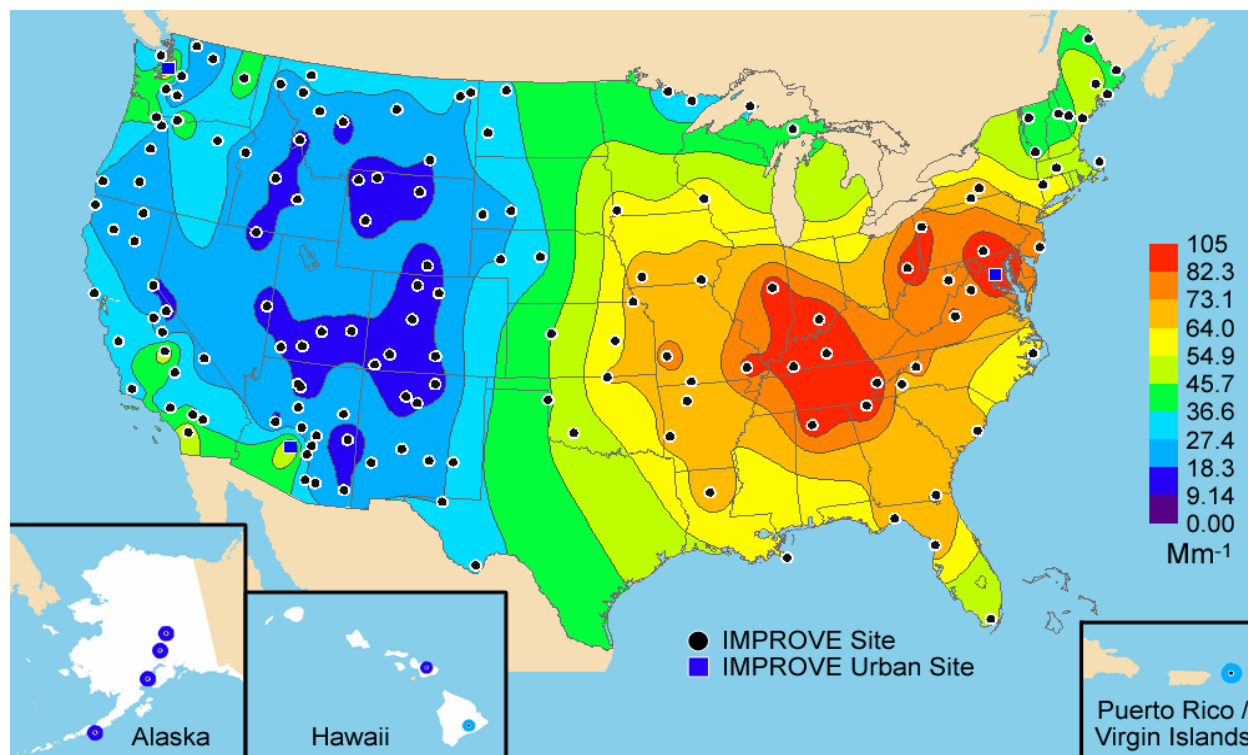 105
82.3
73.1
64.0
54.9
45.7
36.6
27.4
18.3
9.14
0.00
Mm-1
IMPROVE Site
IMPROVE Urban Site
Alaska
Hawaii
Puerto Rico /
Virgin Islands